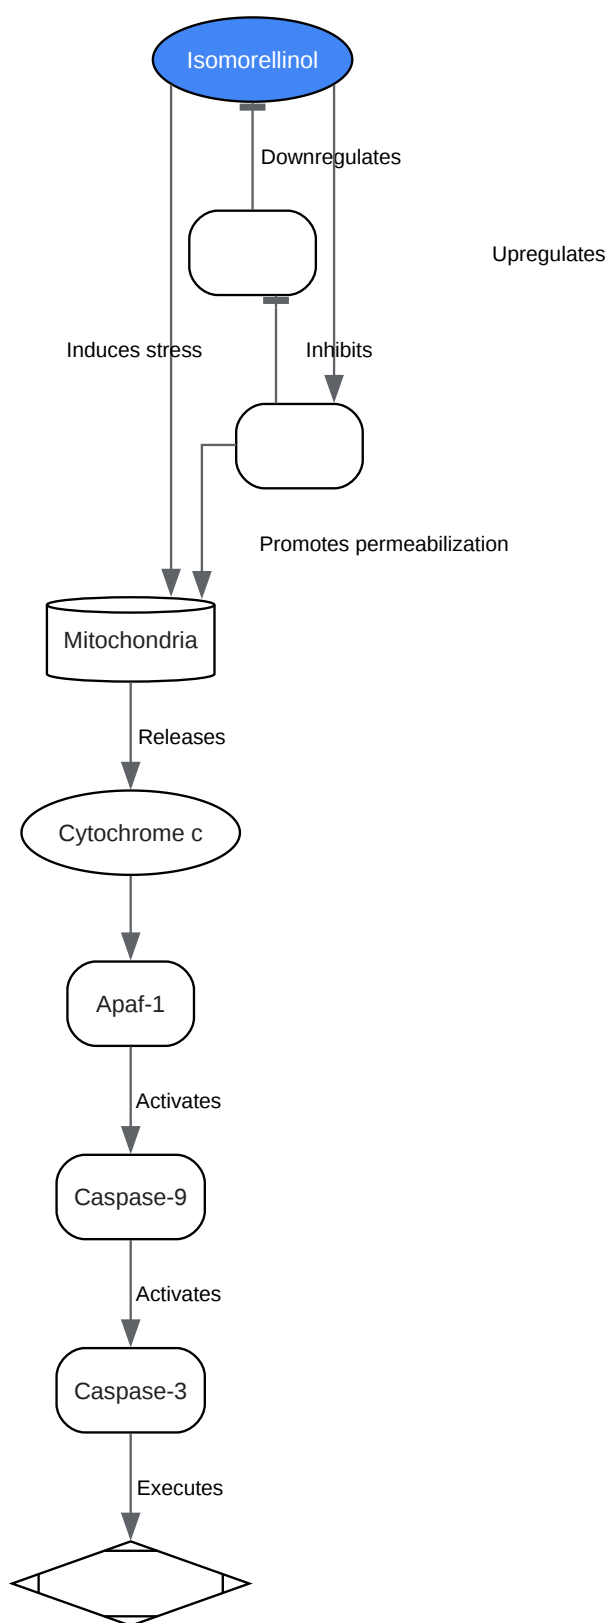 Isomorellinol
Downregulates
Upregulates
Induces stress
Inhibits
Promotes permeabilization
Mitochondria
Releases
Cytochrome c
Apaf-1
Activates
Caspase-9
Activates
Caspase-3
Executes